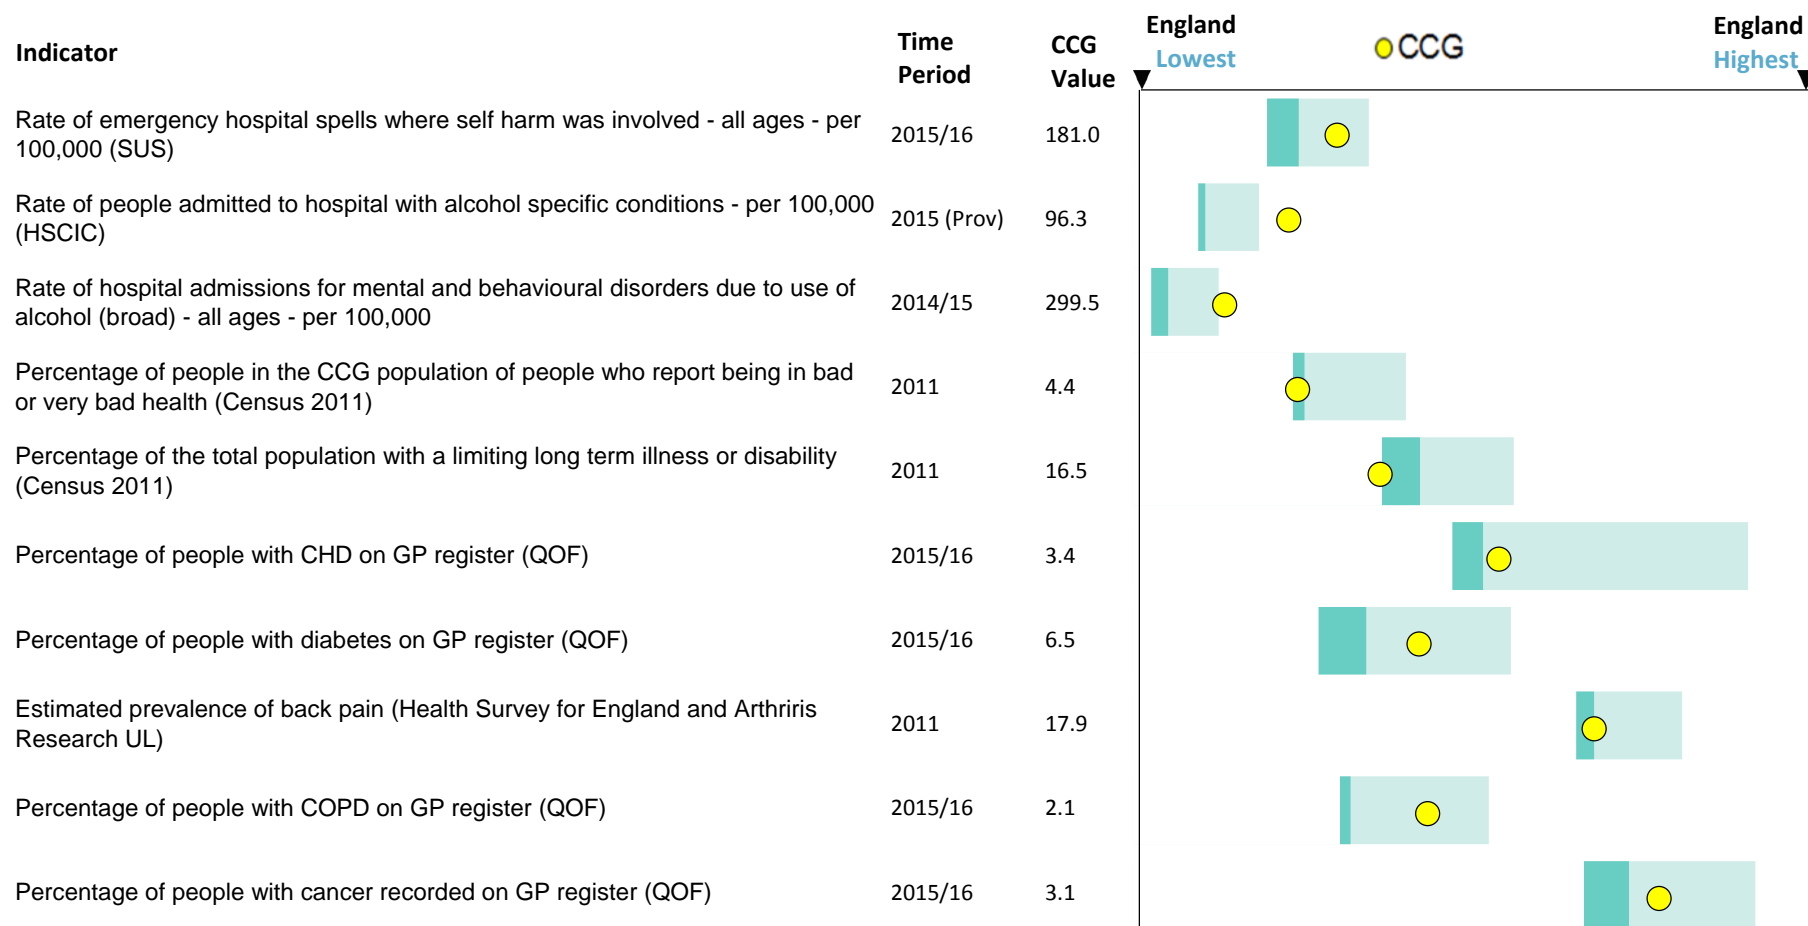 Indicator
Time
Period
CCG
Value
England
Lowest
CCG
England
Highest
Rate of emergency hospital spells where self harm was involved - all ages - per
100,000 (SUS)
2015/16
181.0
Rate of people admitted to hospital with alcohol specific conditions - per 100,000
(HSCIC)
2015 (Prov)
96.3
Rate of hospital admissions for mental and behavioural disorders due to use of
alcohol (broad) - all ages - per 100,000
2014/15
299.5
Percentage of people in the CCG population of people who report being in bad
or very bad health (Census 2011)
2011
4.4
Percentage of the total population with a limiting long term illness or disability
(Census 2011)
2011
16.5
Percentage of people with CHD on GP register (QOF)
2015/16
3.4
Percentage of people with diabetes on GP register (QOF)
2015/16
6.5
Estimated prevalence of back pain (Health Survey for England and Arthriris
Research UL)
2011
17.9
Percentage of people with COPD on GP register (QOF)
2015/16
2.1
Percentage of people with cancer recorded on GP register (QOF)
2015/16
3.1